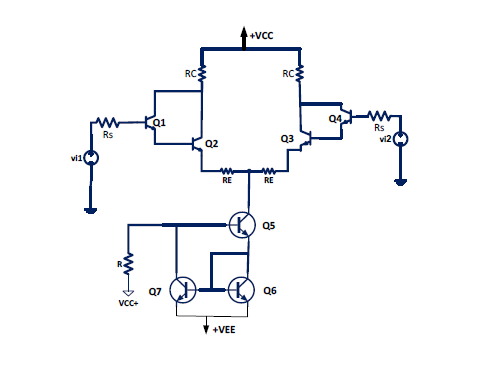 +VCC
RC
RC
Q1
Q4
Rs
Rs
Q2
Q3
vi1
vi2
RE
RE
Q5
R
Q7
Q6
VCC+
+VEE